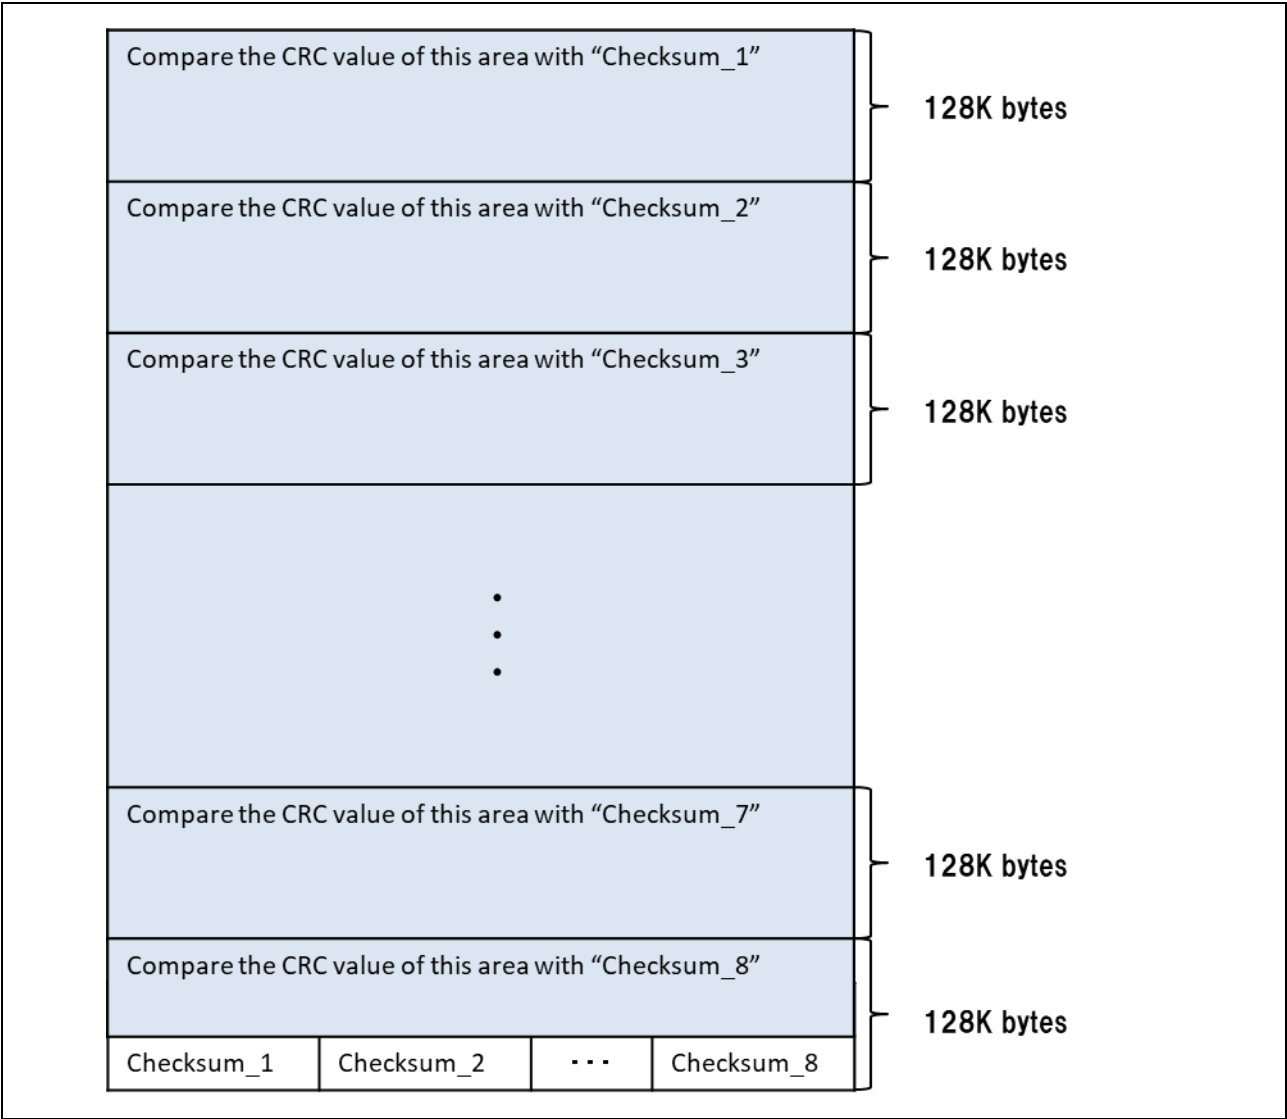 Compare the CRC value of this area with “Checksum_1”
128K bytes
Compare the CRC value of this area with “Checksum_2”
128K bytes
Compare the CRC value of this area with “Checksum_3”
128K bytes
Compare the CRC value of this area with “Checksum_7”
128K bytes
Compare the CRC value of this area with “Checksum_8”
128K bytes
Checksum_1 Checksum_2 ··· Checksum_8